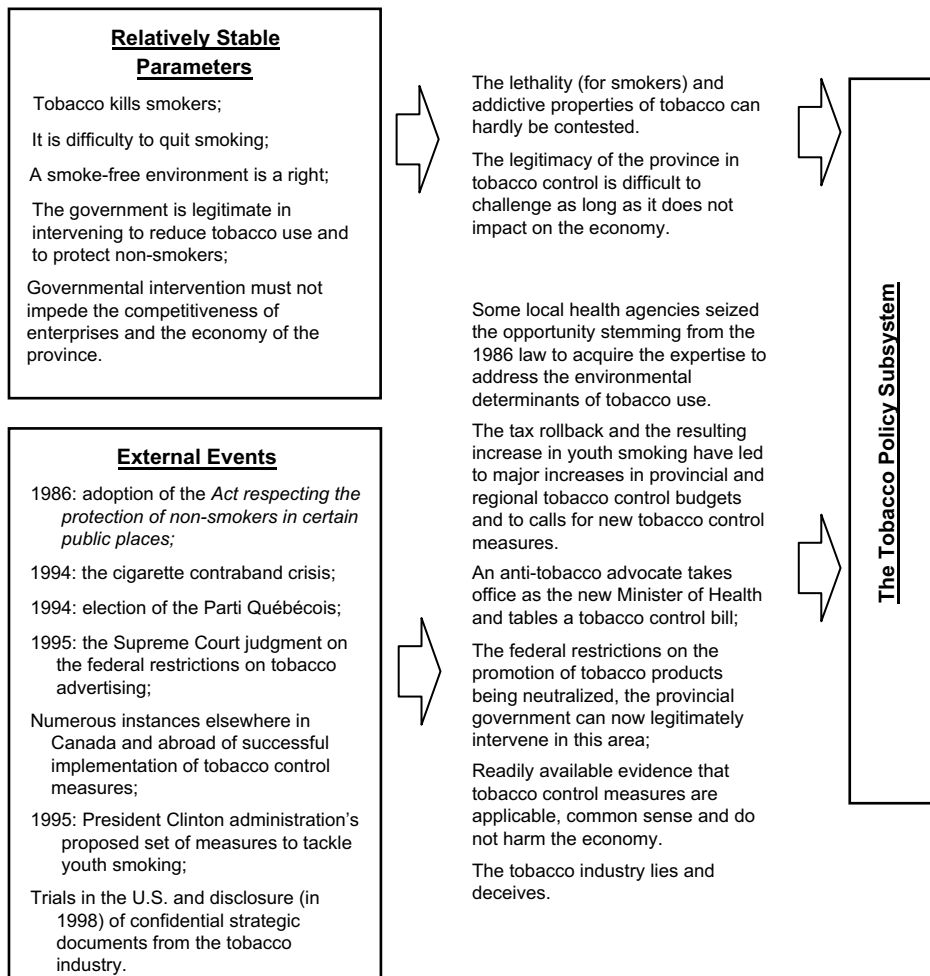 Relatively Stable
Parameters
Tobacco kills smokers;
It is difficulty to quit smoking;
A smoke-free environment is a right;
The government is legitimate in
intervening to reduce tobacco use and
to protect non-smokers;
Governmental intervention must not
impede the competitiveness of
enterprises and the economy of the
province.
The lethality (for smokers) and
addictive properties of tobacco can
hardly be contested.
The legitimacy of the province in
tobacco control is difficult to
challenge as long as it does not
impact on the economy.
External Events
1986: adoption of the Act respecting the
protection of non-smokers in certain
public places;
1994: the cigarette contraband crisis;
1994: election of the Parti Québécois;
1995: the Supreme Court judgment on
the federal restrictions on tobacco
advertising;
Numerous instances elsewhere in
Canada and abroad of successful
implementation of tobacco control
measures;
1995: President Clinton administration's
proposed set of measures to tackle
youth smoking;
Trials in the U.S. and disclosure (in
1998) of confidential strategic
documents from the tobacco
industry.
Some local health agencies seized
the opportunity stemming from the
1986 law to acquire the expertise to
address the environmental
determinants of tobacco use.
The tax rollback and the resulting
increase in youth smoking have led
to major increases in provincial and
regional tobacco control budgets
and to calls for new tobacco control
measures.
An anti-tobacco advocate takes
office as the new Minister of Health
and tables a tobacco control bill;
The federal restrictions on the
promotion of tobacco products
being neutralized, the provincial
government can now legitimately
intervene in this area;
Readily available evidence that
tobacco control measures are
applicable, common sense and do
not harm the economy.
The tobacco industry lies and
deceives.
The Tobacco Policy Subsystem